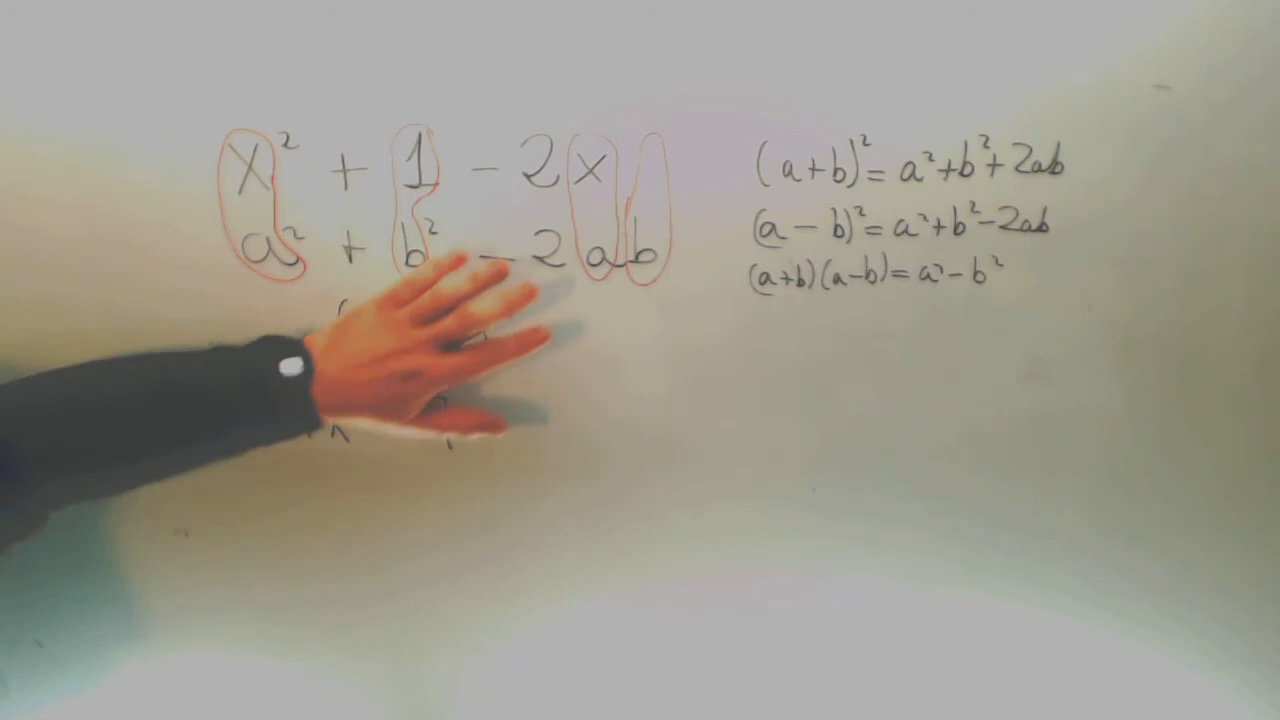 x² + 1 - 2x
a² + b² - 2ab
(a+b)² = a²+b²+2ab
(a-b)² = a²+b²-2ab
(a+b)(a-b) = a²-b²